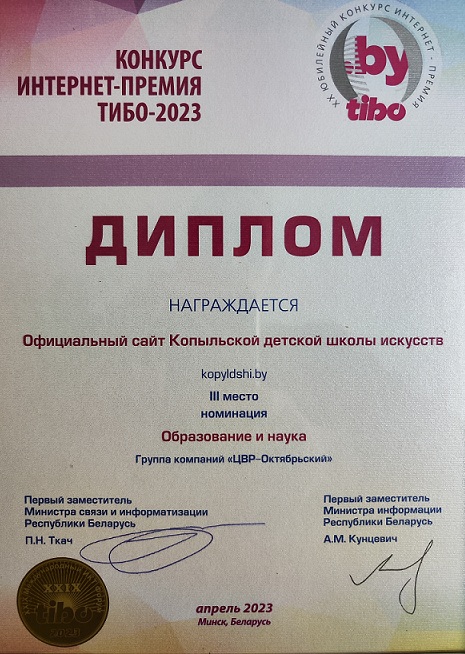 КОНКУРС
ИНТЕРНЕТ-ПРЕМИЯ
ТИБО-2023
XX ЮБИЛЕЙНЫЙ КОНКУРС ИНТЕРНЕТ - ПРЕМИЯ
.by
tibo
ДИПЛОМ
НАГРАЖДАЕТСЯ
Официальный сайт Копыльской детской школы искусств
kopyldshi.by
III место
номинация
Образование и наука
Группа компаний «ЦВР–Октябрьский»
Первый заместитель
Министра связи и информатизации
Республики Беларусь
П.Н. Ткач
Первый заместитель
Министра информации
Республики Беларусь
А.М. Кунцевич
XXIX
tibo
2023
апрель 2023
Минск, Беларусь